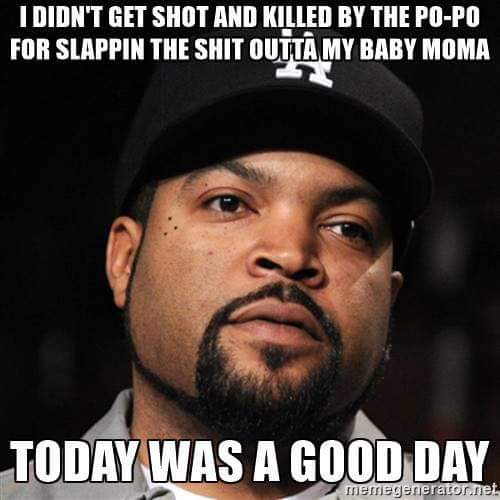 I DIDN'T GET SHOT AND KILLED BY THE PO-PO
FOR SLAPPIN THE SHIT OUTTA MY BABY MOMA
LA
TODAY WAS A GOOD DAY
memegenerator.net